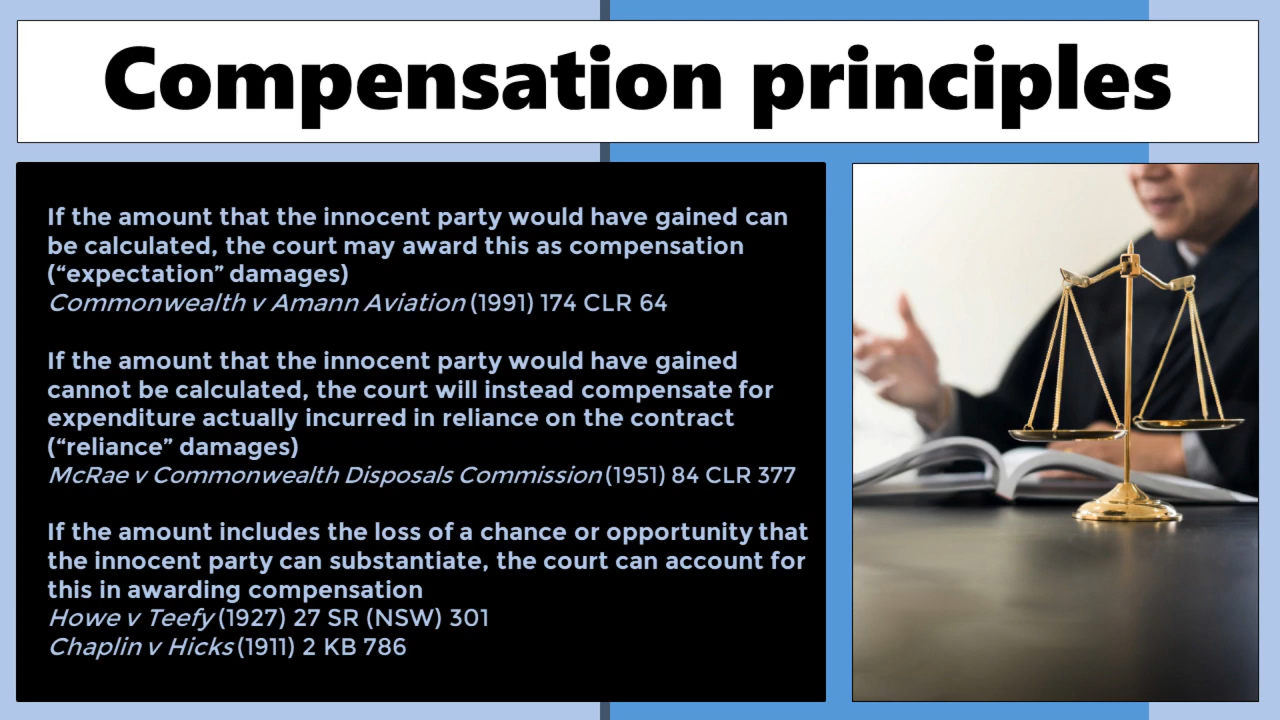 Compensation principles
If the amount that the innocent party would have gained can
be calculated, the court may award this as compensation
(“expectation” damages)
Commonwealth v Amann Aviation (1991) 174 CLR 64
If the amount that the innocent party would have gained
cannot be calculated, the court will instead compensate for
expenditure actually incurred in reliance on the contract
(“reliance” damages)
McRae v Commonwealth Disposals Commission (1951) 84 CLR 377
If the amount includes the loss of a chance or opportunity that
the innocent party can substantiate, the court can account for
this in awarding compensation
Howe v Teefy (1927) 27 SR (NSW) 301
Chaplin v Hicks (1911) 2 KB 786